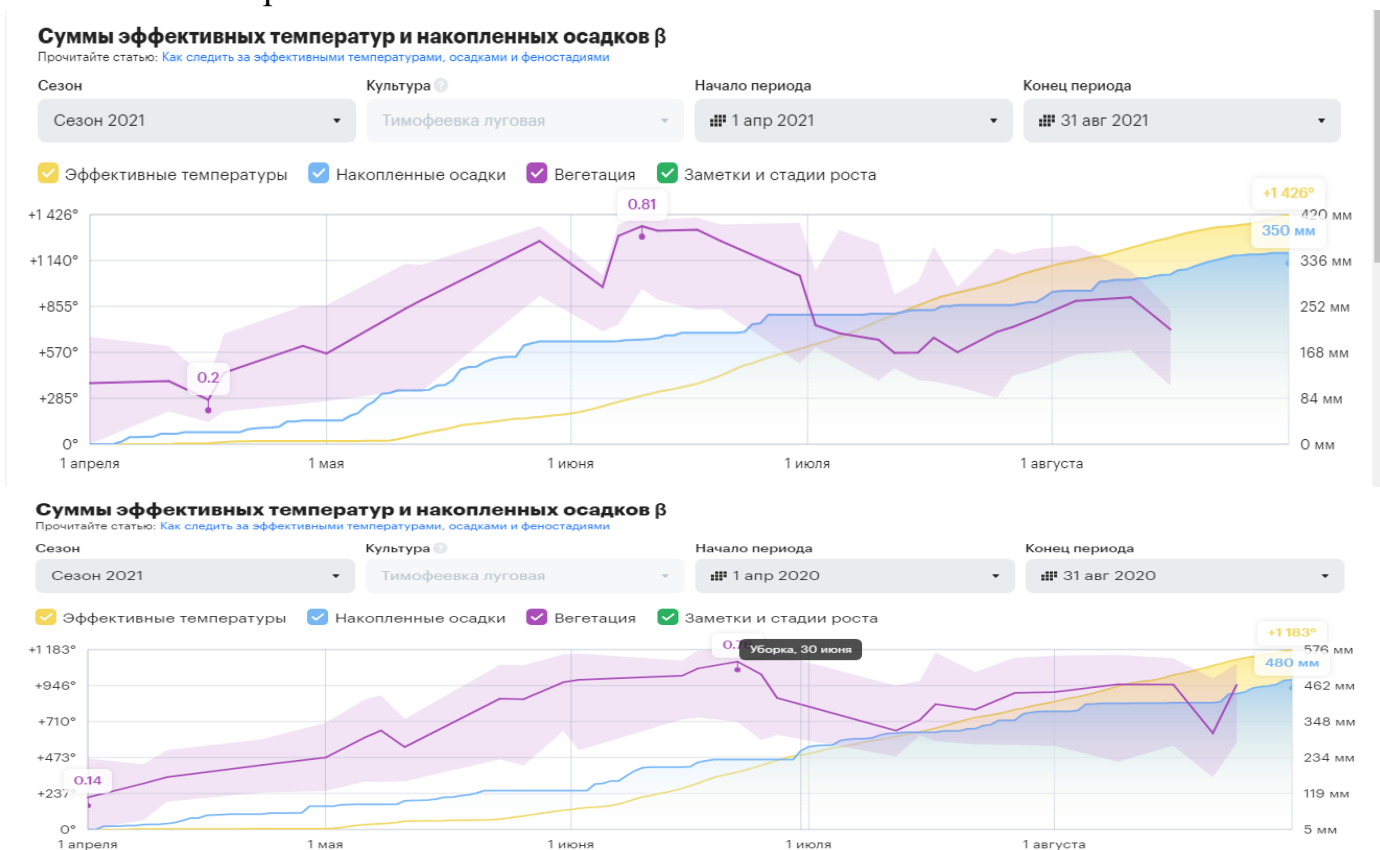 Суммы эффективных температур и накопленных осадков β
Прочитайте статью: Как следить за эффективными температурами, осадками и феностадиями
Сезон Культура ? Начало периода Конец периода
Сезон 2021 Тимофеевка луговая 1 апр 2021 31 авг 2021
Эффективные температуры Накопленные осадки Вегетация Заметки и стадии роста
+1 426°
0.81
+1 426° 420 мм
350 мм
+1 140° 336 мм
+855° 252 мм
+570° 168 мм
0.2
+285° 84 мм
0° 0 мм
1 апреля 1 мая 1 июня 1 июля 1 августа
Суммы эффективных температур и накопленных осадков β
Прочитайте статью: Как следить за эффективными температурами, осадками и феностадиями
Сезон Культура ? Начало периода Конец периода
Сезон 2021 Тимофеевка луговая 1 апр 2020 31 авг 2020
Эффективные температуры Накопленные осадки Вегетация Заметки и стадии роста
+1 183°
Уборка, 30 июня
+1 183° 576 мм
480 мм
+946° 462 мм
+710° 348 мм
+473° 234 мм
0.14
+237° 119 мм
0° 5 мм
1 апреля 1 мая 1 июня 1 июля 1 августа